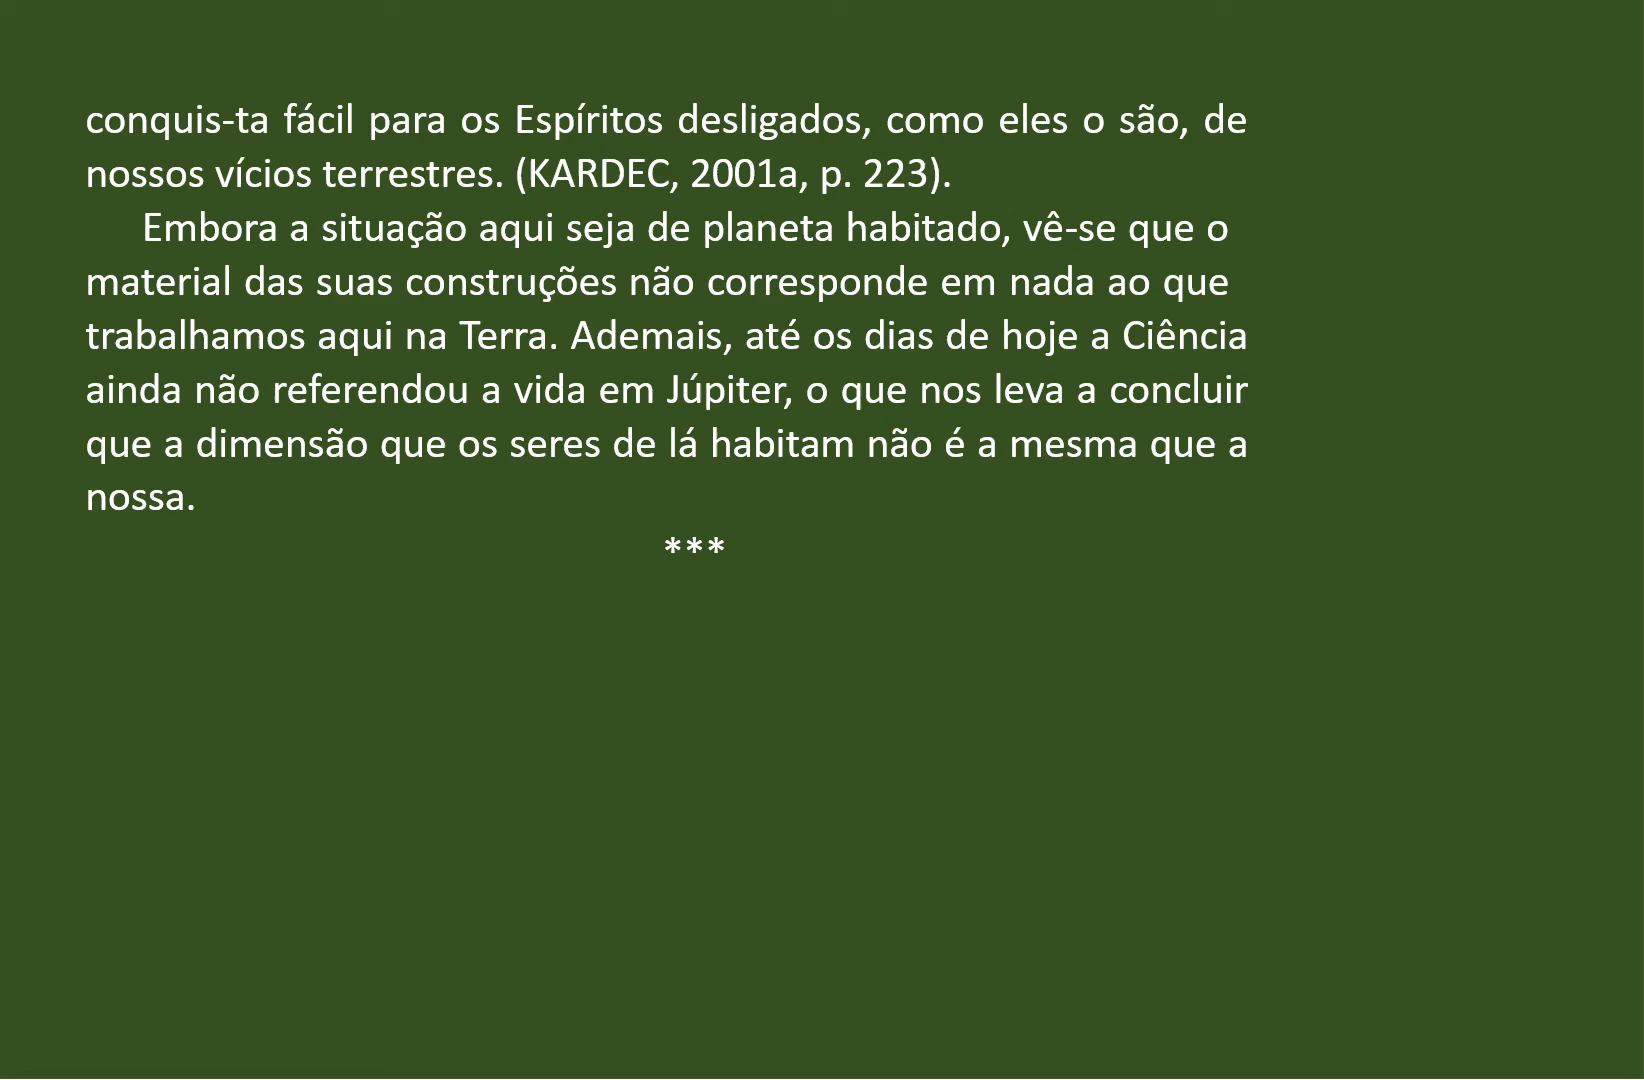 conquis-ta fácil para os Espíritos desligados, como eles o são, de
nossos vícios terrestres. (KARDEC, 2001a, p. 223).
Embora a situação aqui seja de planeta habitado, vê-se que o
material das suas construções não corresponde em nada ao que
trabalhamos aqui na Terra. Ademais, até os dias de hoje a Ciência
ainda não referendou a vida em Júpiter, o que nos leva a concluir
que a dimensão que os seres de lá habitam não é a mesma que a
nossa.
***